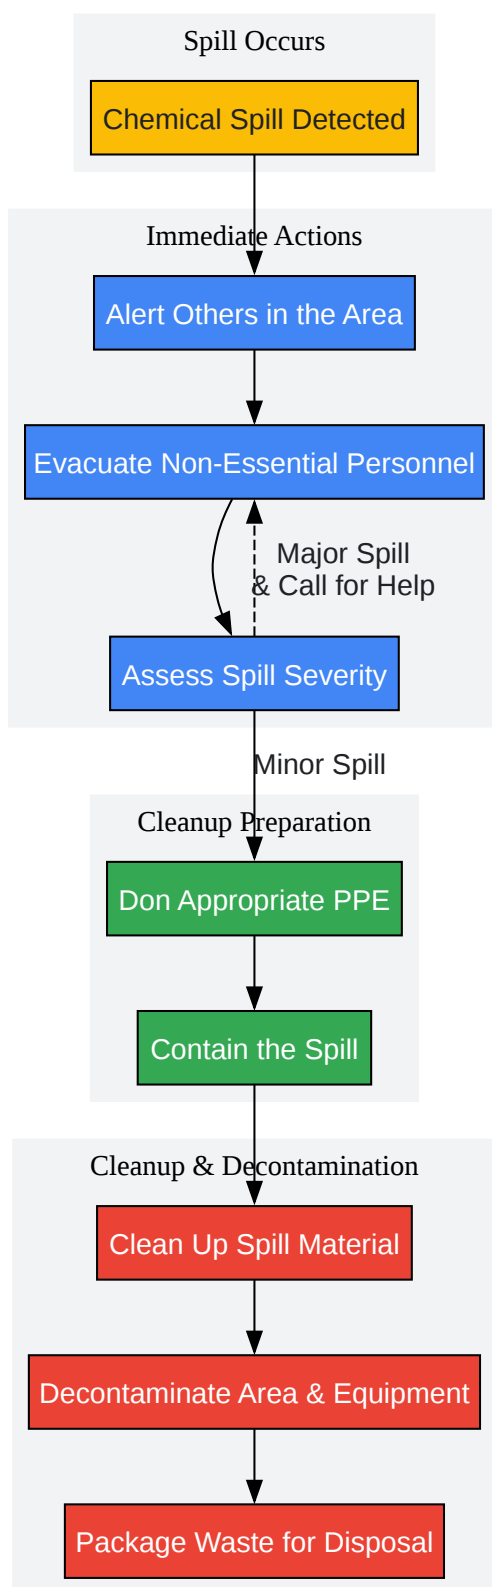 Spill Occurs
Chemical Spill Detected
Immediate Actions
Alert Others in the Area
Evacuate Non-Essential Personnel
Major Spill
& Call for Help
Assess Spill Severity
Minor Spill
Cleanup Preparation
Don Appropriate PPE
Contain the Spill
Cleanup & Decontamination
Clean Up Spill Material
Decontaminate Area & Equipment
Package Waste for Disposal